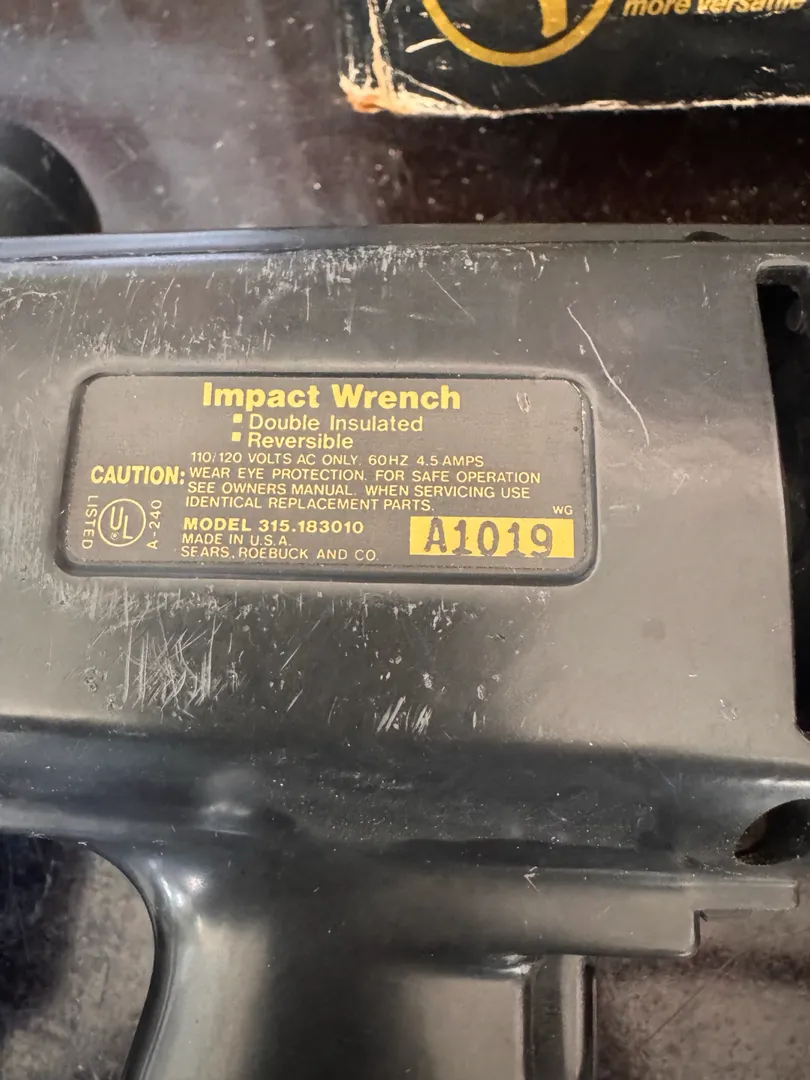 more versatile
Impact Wrench
▪ Double Insulated
▪ Reversible
110/120 VOLTS AC ONLY. 60HZ 4.5 AMPS
CAUTION: WEAR EYE PROTECTION. FOR SAFE OPERATION
SEE OWNERS MANUAL. WHEN SERVICING USE
IDENTICAL REPLACEMENT PARTS.
WG
LISTED UL A-240
MODEL 315.183010
A1019
MADE IN U.S.A.
SEARS, ROEBUCK AND CO.